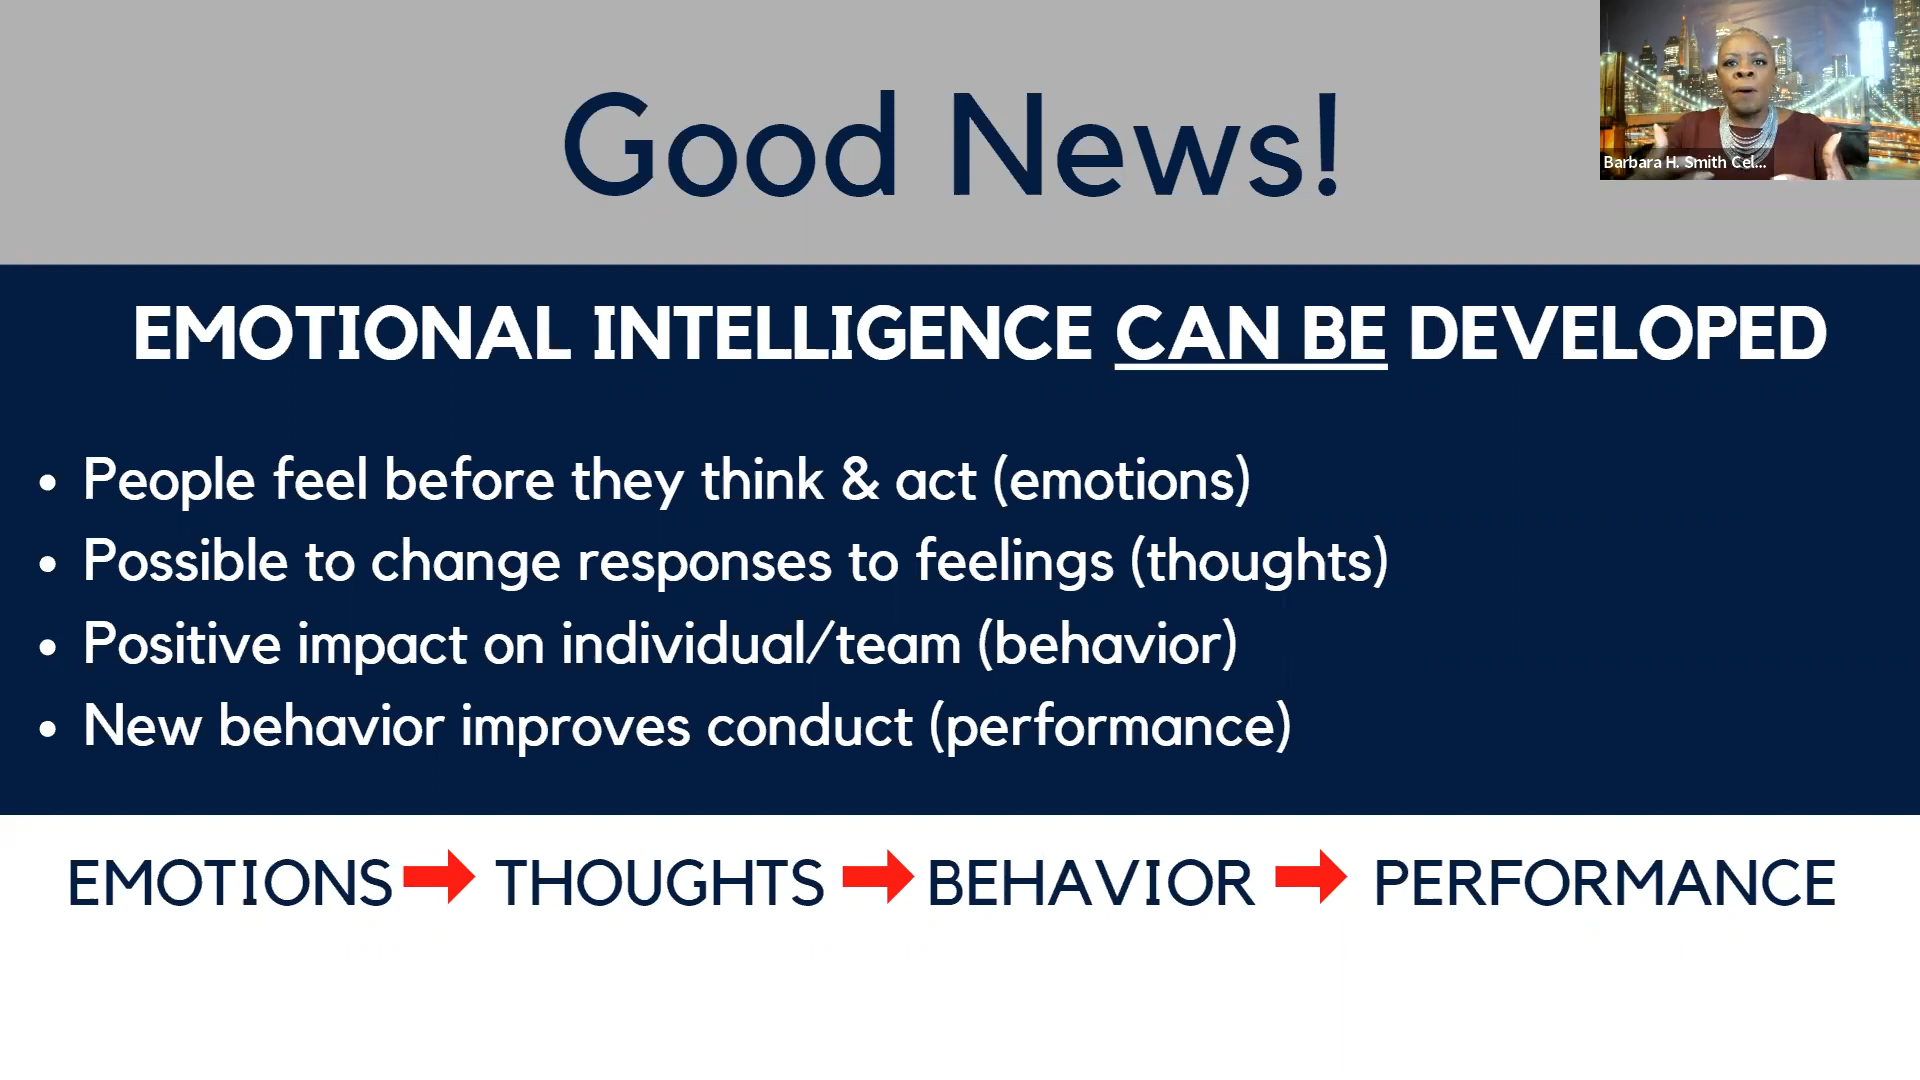 Good News!
Barbara H. Smith Cel...
EMOTIONAL INTELLIGENCE CAN BE DEVELOPED
• People feel before they think & act (emotions)
• Possible to change responses to feelings (thoughts)
• Positive impact on individual/team (behavior)
• New behavior improves conduct (performance)
EMOTIONS THOUGHTS BEHAVIOR PERFORMANCE